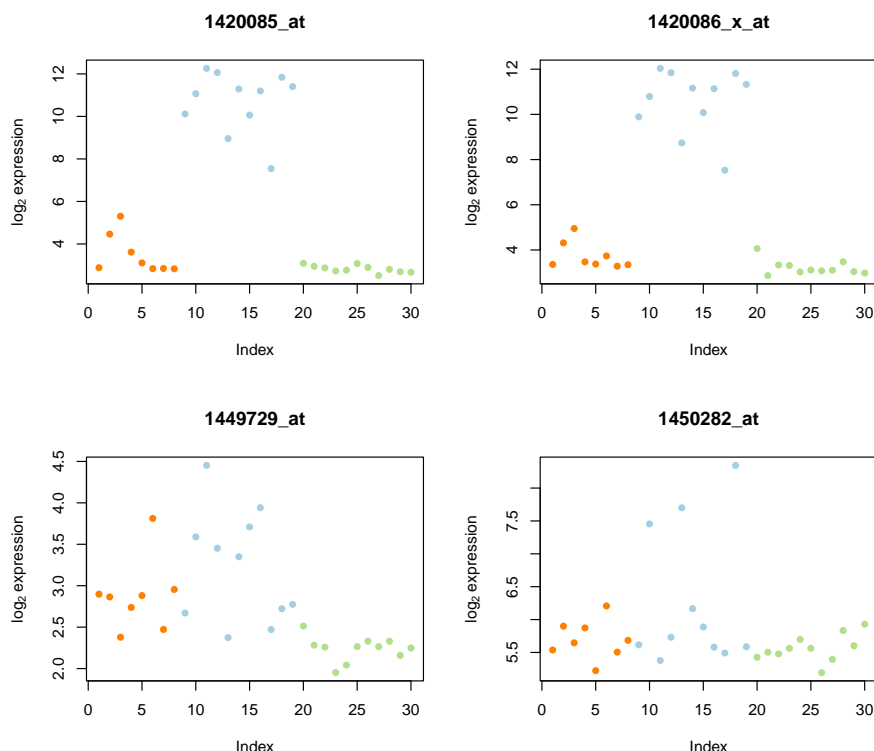 1420085_at
log2 expression
4 6 8 10 12
0 5 10 15 20 25 30
Index
1420086_x_at
log2 expression
4 6 8 10 12
0 5 10 15 20 25 30
Index
1449729_at
log2 expression
2.0 2.5 3.0 3.5 4.0 4.5
0 5 10 15 20 25 30
Index
1450282_at
log2 expression
5.5 6.5 7.5
0 5 10 15 20 25 30
Index